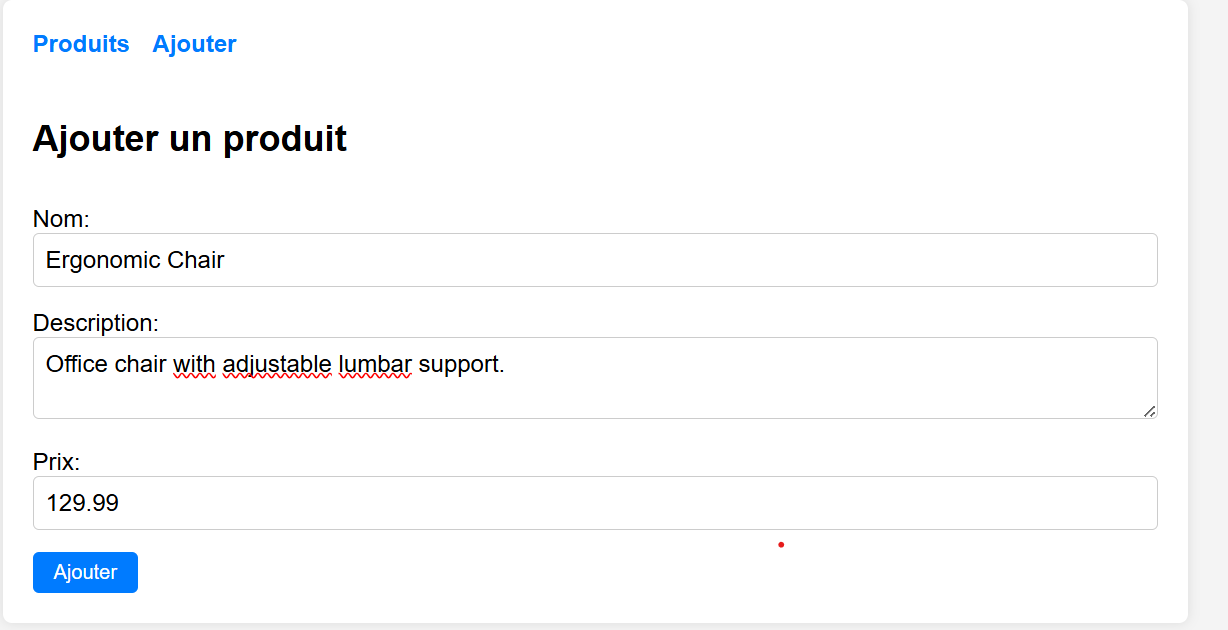 Produits Ajouter
Ajouter un produit
Nom:
Ergonomic Chair
Description:
Office chair with adjustable lumbar support.
Prix:
129.99
Ajouter